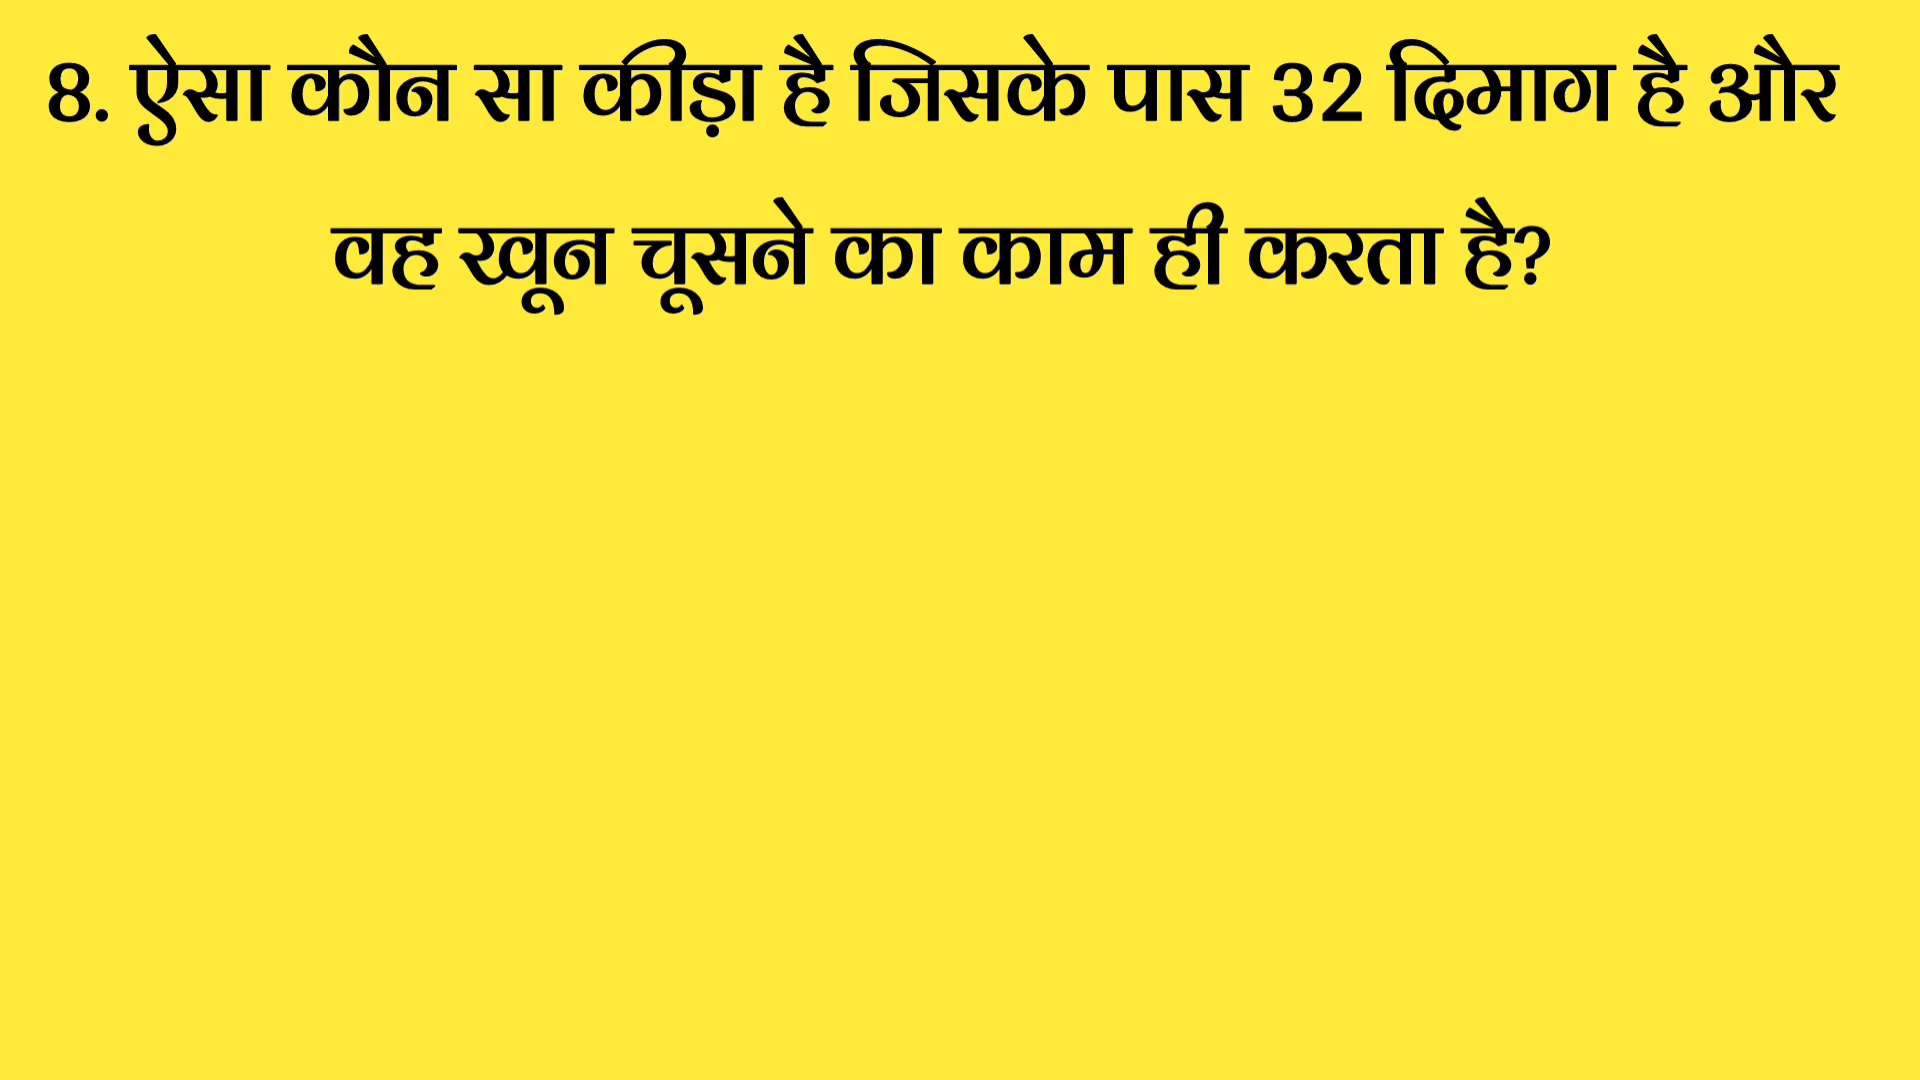 8. ऐसा कौन सा कीड़ा है जिसके पास 32 दिमाग है और
वह खून चूसने का काम ही करता है?